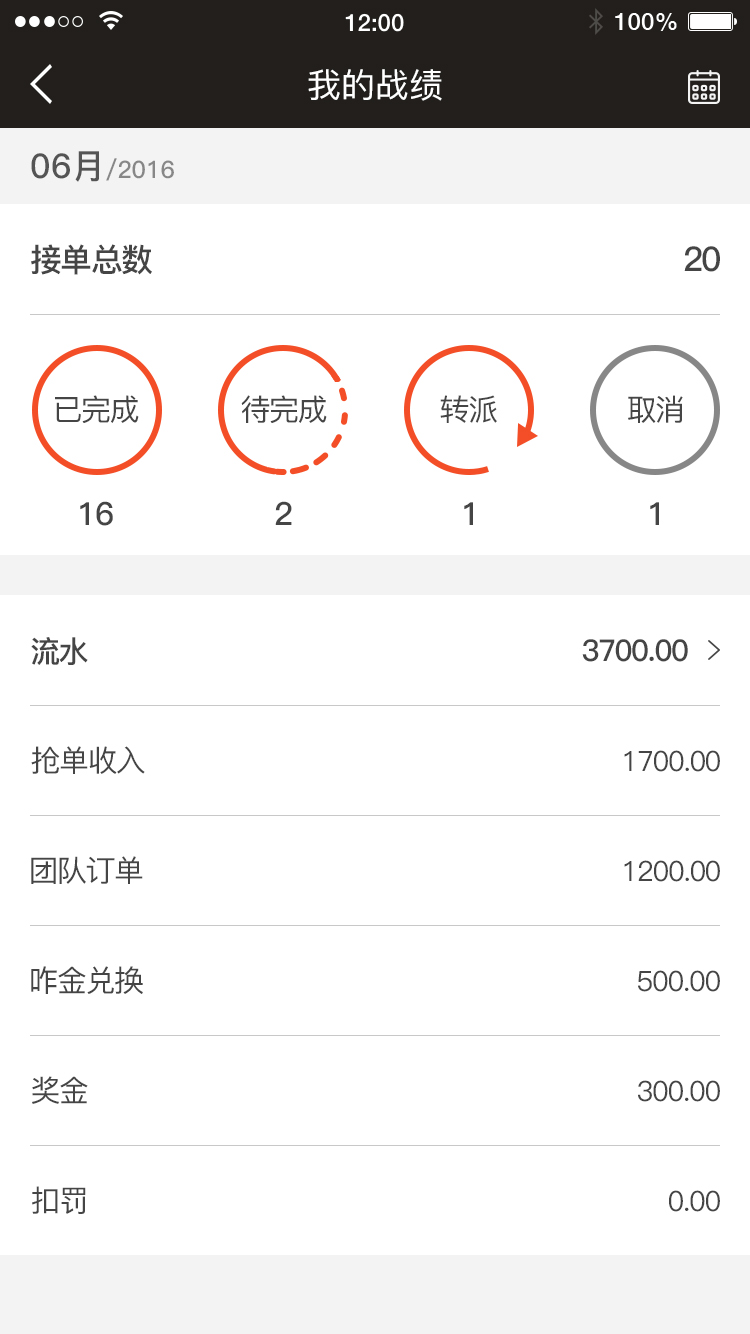 12:00
100%
我的战绩
06月/2016
接单总数 20
已完成 待完成 转派 取消
16 2 1 1
流水 3700.00
抢单收入 1700.00
团队订单 1200.00
咋金兑换 500.00
奖金 300.00
扣罚 0.00